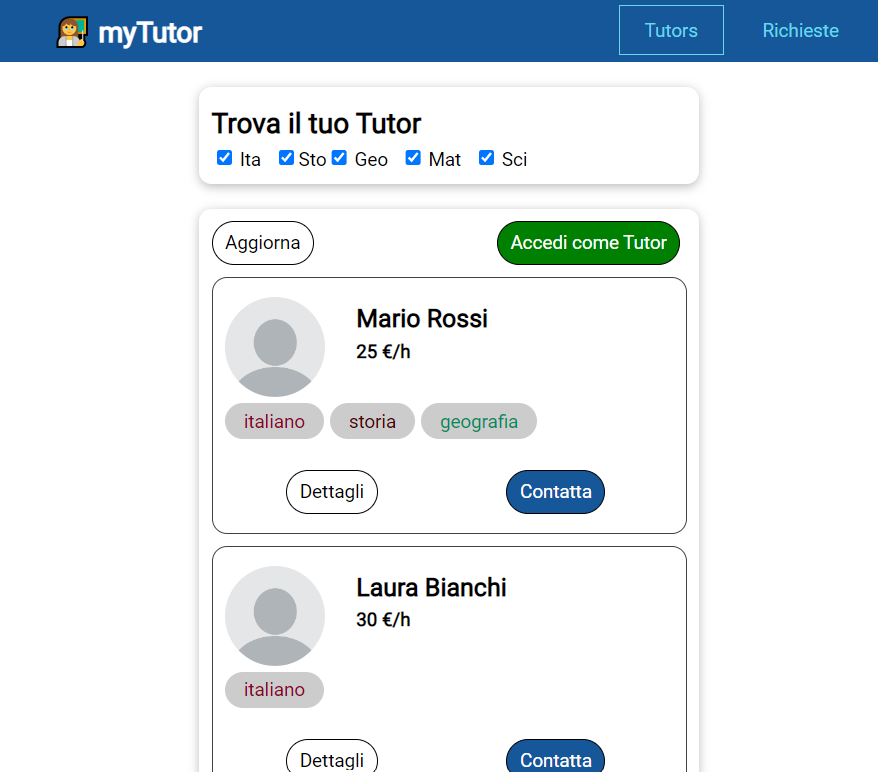 myTutor Tutors Richieste
Trova il tuo Tutor
Ita Sto Geo Mat Sci
Aggiorna Accedi come Tutor
Mario Rossi
25 €/h
italiano storia geografia
Dettagli Contatta
Laura Bianchi
30 €/h
italiano
Dettagli Contatta